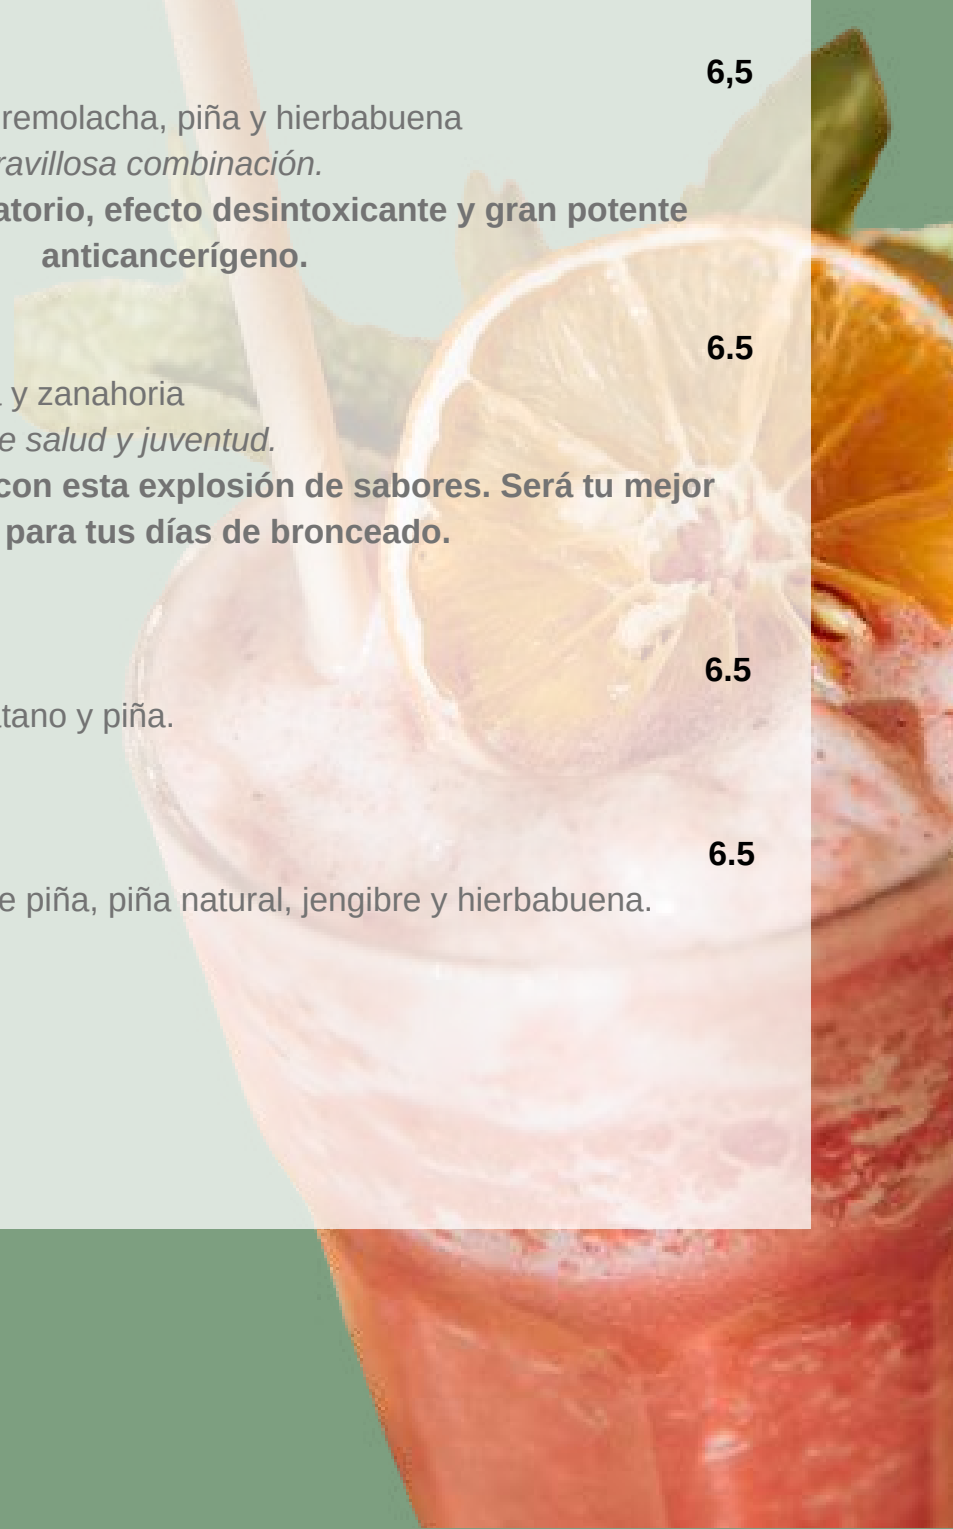 6,5
remolacha, piña y hierbabuena
ravillosa combinación.
atorio, efecto desintoxicante y gran potente
anticancerígeno.
6.5
y zanahoria
e salud y juventud.
con esta explosión de sabores. Será tu mejor
para tus días de bronceado.
6.5
tano y piña.
6.5
e piña, piña natural, jengibre y hierbabuena.